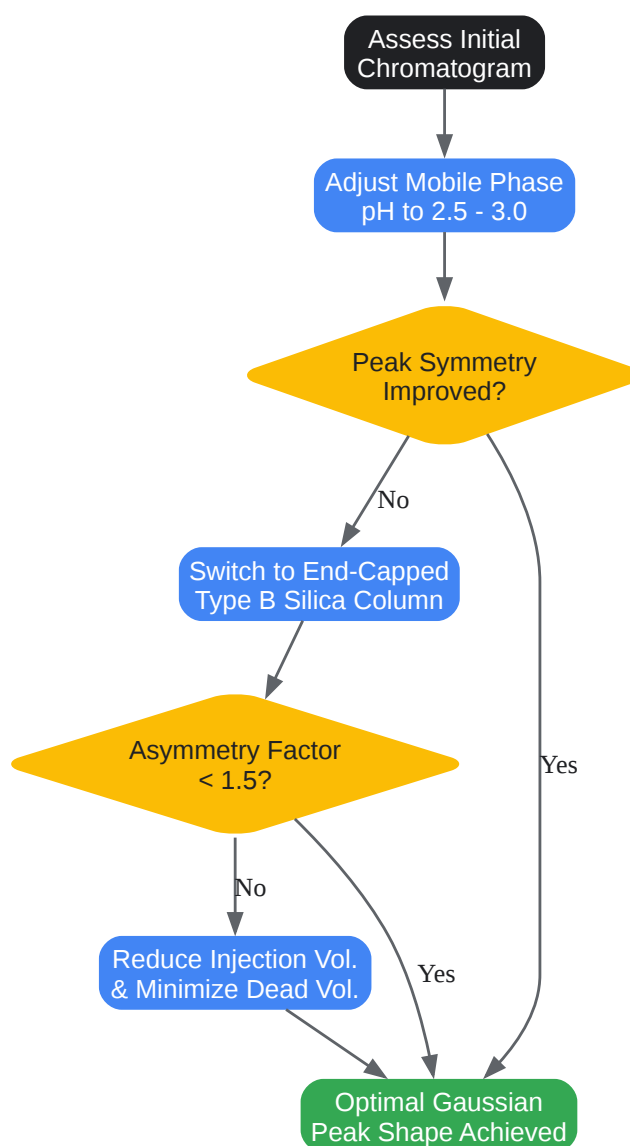 Assess Initial
Chromatogram
Adjust Mobile Phase
pH to 2.5 - 3.0
Peak Symmetry
Improved?
No
Switch to End-Capped
Type B Silica Column
Asymmetry Factor
< 1.5?
Yes
No
Reduce Injection Vol.
& Minimize Dead Vol.
Yes
Optimal Gaussian
Peak Shape Achieved